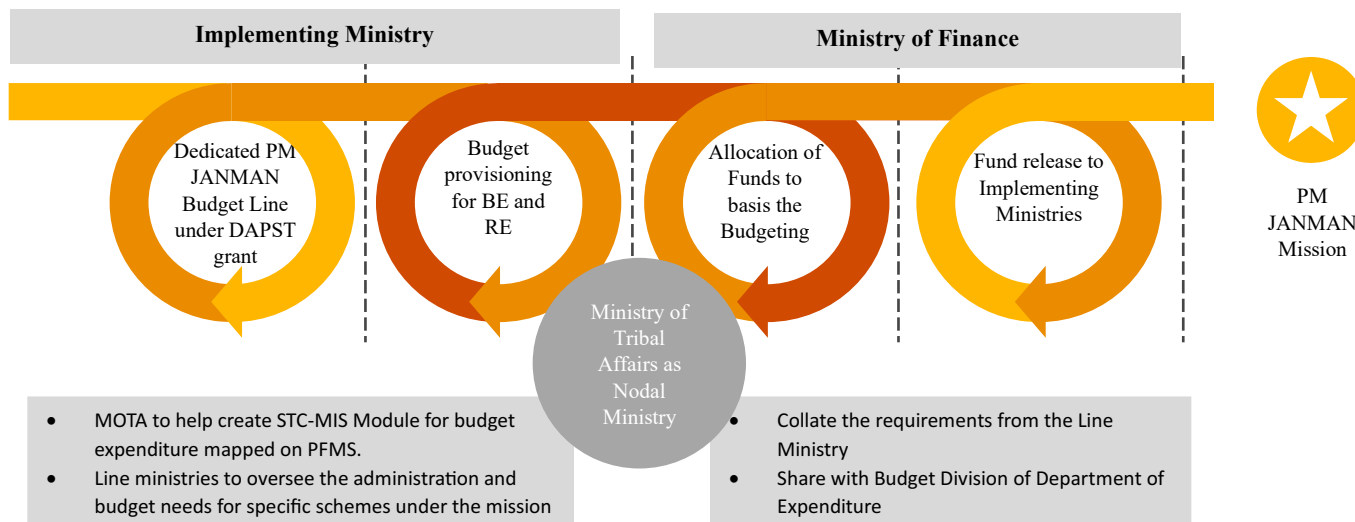 Implementing Ministry
Ministry of Finance
Dedicated PM
JANMAN
Budget Line
under DAPST
grant
Budget
provisioning
for BE and
RE
Allocation of
Funds to
basis the
Budgeting
Fund release to
Implementing
Ministries
PM
JANMAN
Mission
Ministry of
Tribal
Affairs as
Nodal
Ministry
• MOTA to help create STC-MIS Module for budget
expenditure mapped on PFMS.
• Line ministries to oversee the administration and
budget needs for specific schemes under the mission
• Collate the requirements from the Line
Ministry
• Share with Budget Division of Department of
Expenditure